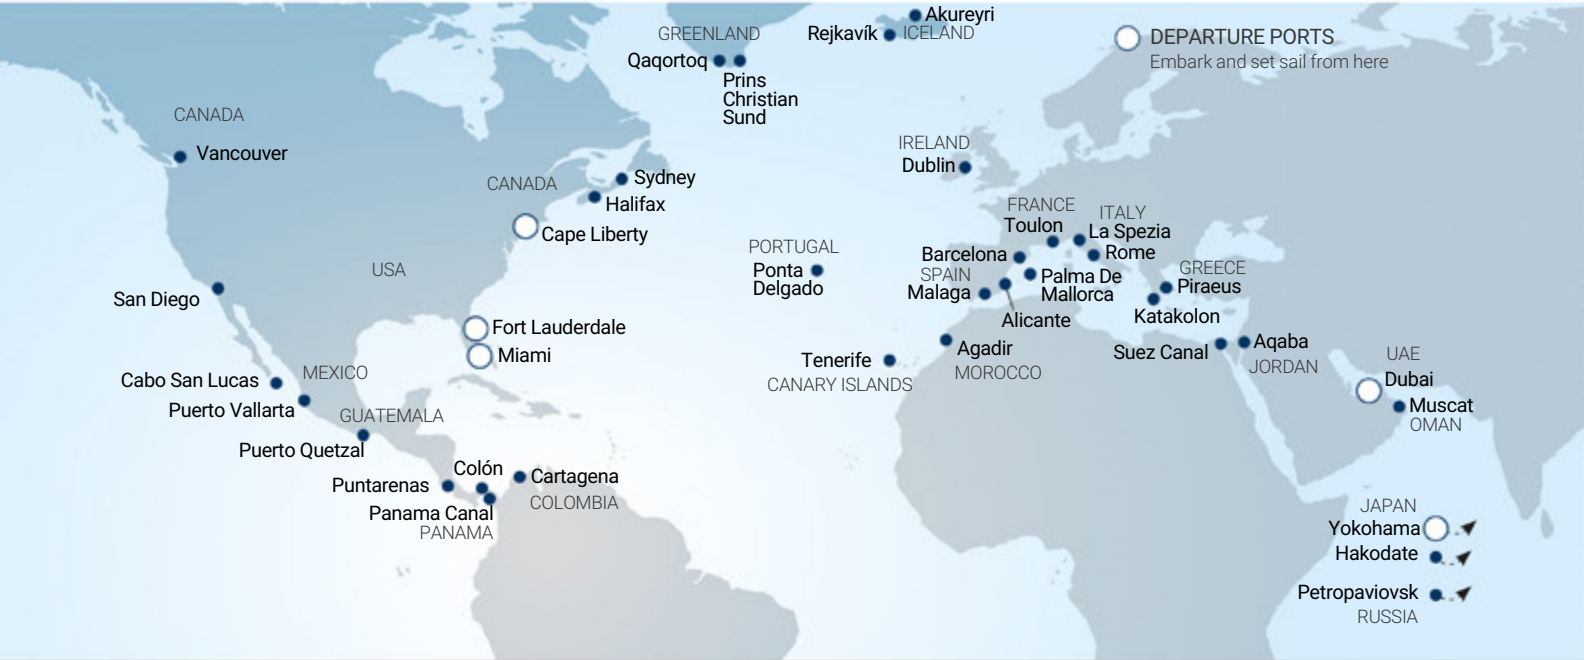 Akureyri
Rejkavík
ICELAND
GREENLAND
Qaqortoq
Prins
Christian
Sund
DEPARTURE PORTS
Embark and set sail from here
CANADA
Vancouver
IRELAND
Dublin
CANADA
Sydney
Halifax
Cape Liberty
FRANCE
Toulon
ITALY
La Spezia
Rome
PORTUGAL
Ponta
Delgado
Barcelona
SPAIN
Malaga
Palma De
Mallorca
Alicante
GREECE
Piraeus
Katakolon
USA
San Diego
Fort Lauderdale
Miami
Suez Canal
Aqaba
JORDAN
Agadir
MOROCCO
Tenerife
CANARY ISLANDS
UAE
Dubai
Muscat
OMAN
Cabo San Lucas
MEXICO
Puerto Vallarta
GUATEMALA
Puerto Quetzal
Colón
Puntarenas
Cartagena
COLOMBIA
Panama Canal
PANAMA
JAPAN
Yokohama
Hakodate
Petropaviovsk
RUSSIA